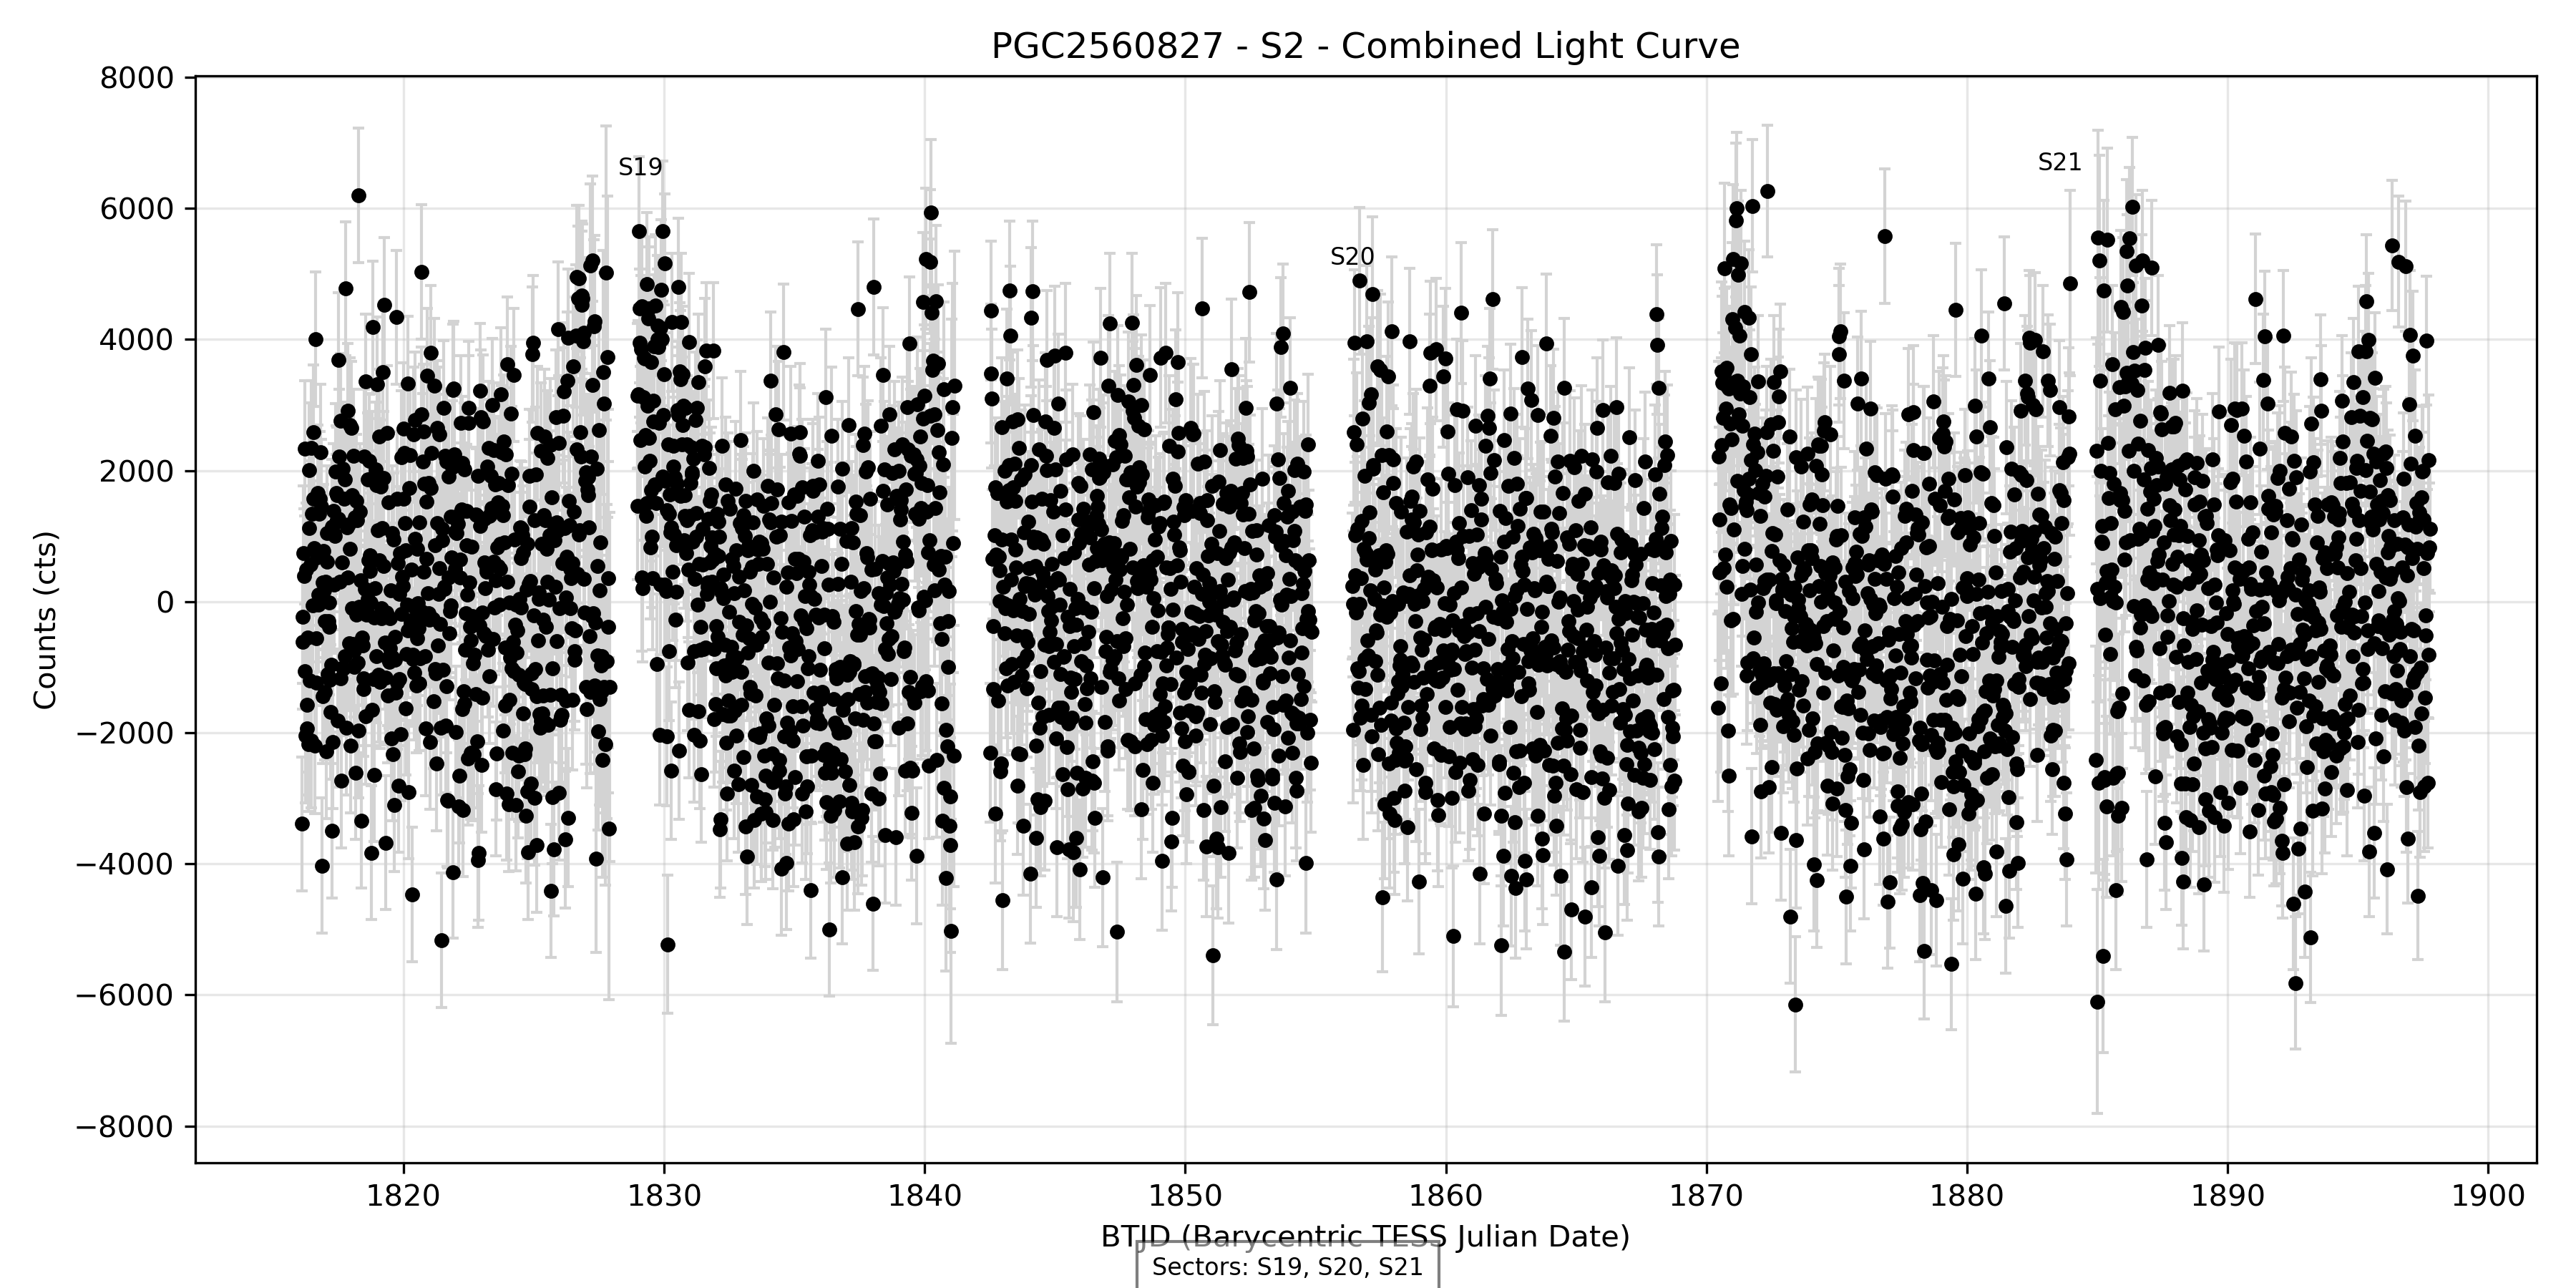 PGC2560827 - S2 - Combined Light Curve
Counts (cts)
8000
6000
4000
2000
0
−2000
−4000
−6000
−8000
S19
S20
S21
1820 1830 1840 1850 1860 1870 1880 1890 1900
BTJD (Barycentric TESS Julian Date)
Sectors: S19, S20, S21